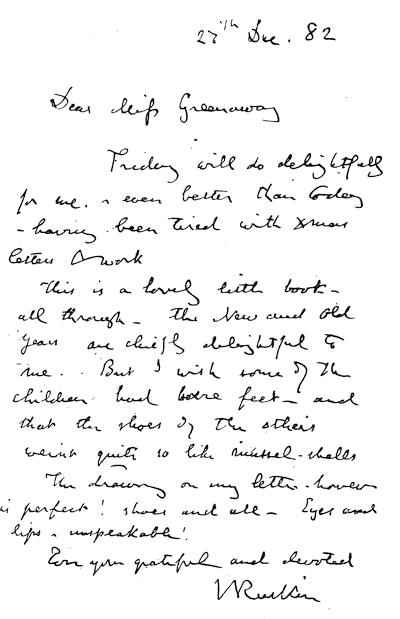 27th Dec. 82
Dear Miss Greenaway
Friday will do delightfully
for me. & even better than today
- having been tired with Xmas
letters & work
This is a lovely little book -
all through - the New and Old
Years are chiefly delightful to
me. But I wish some of the
children had bare feet - and
that the shoes of the others
weren't quite so like mussel-shells
The drawing on my letter however
is perfect! shoes and all - Eyes and
lips - unspeakable!
Ever your grateful and devoted
JRuskin